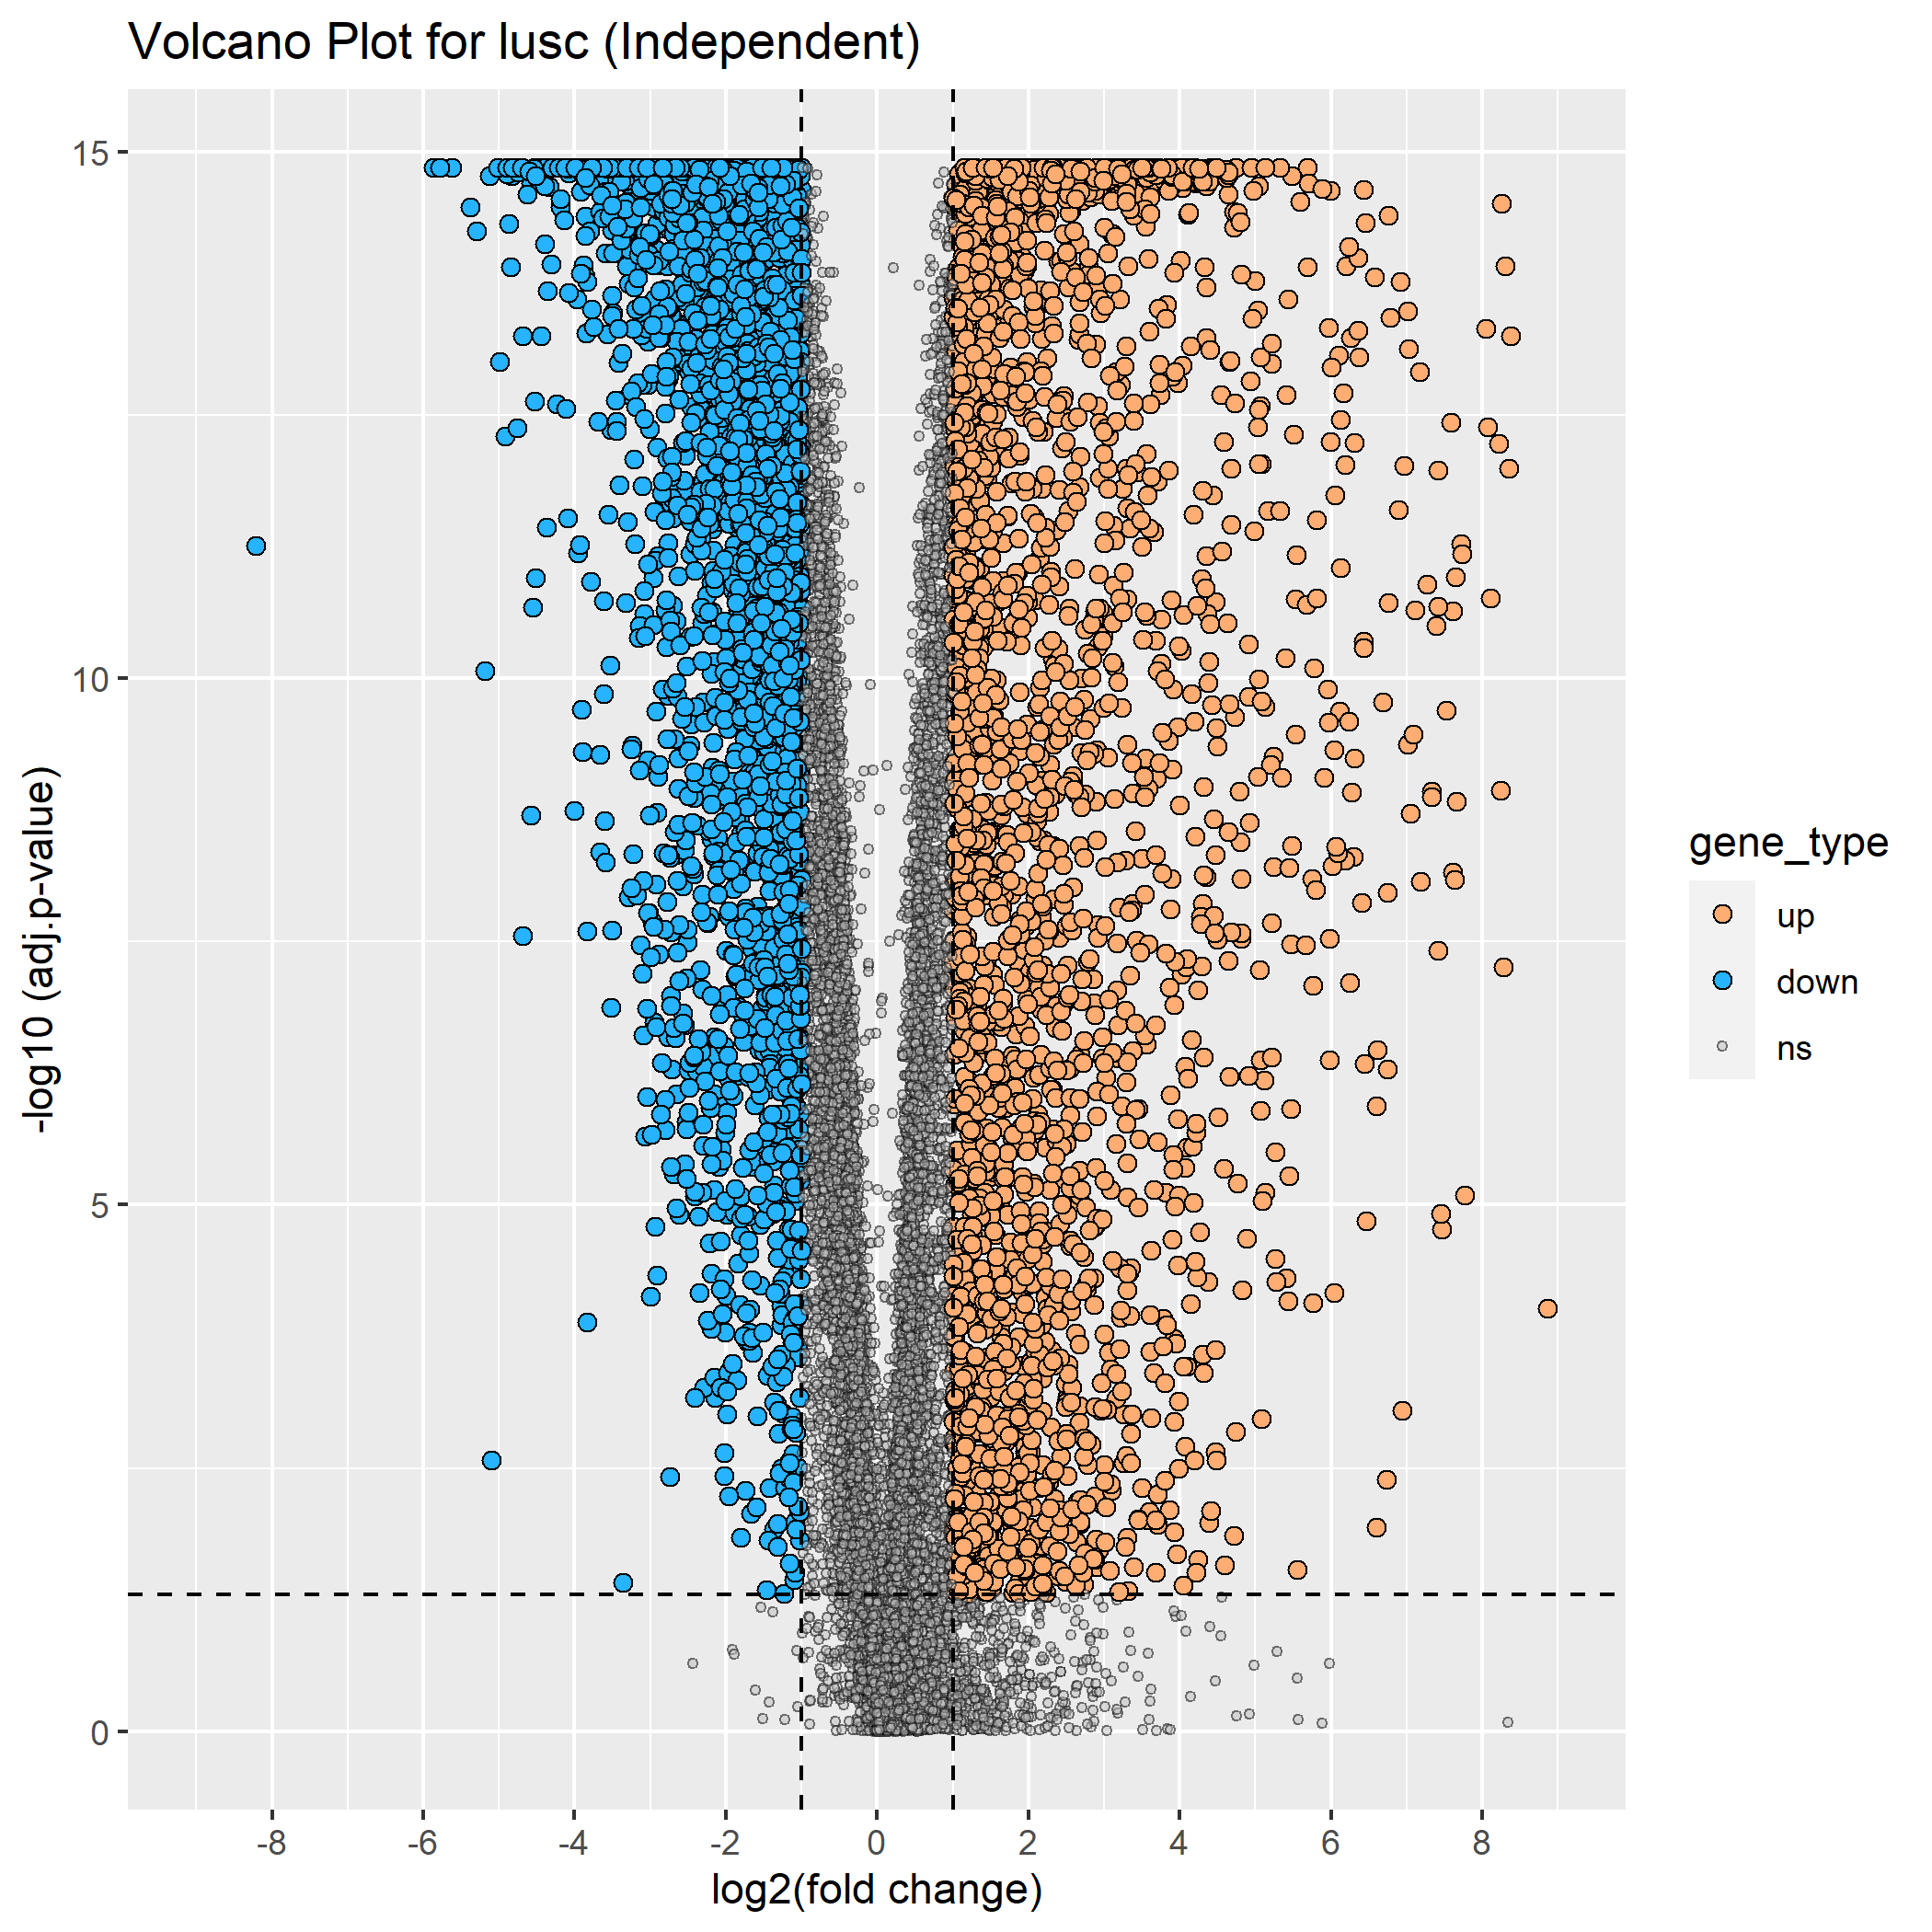 Volcano Plot for lusc (Independent)
15
10
5
0
-log10 (adj.p-value)
-8 -6 -4 -2 0 2 4 6 8
log2(fold change)
gene_type
up
down
ns